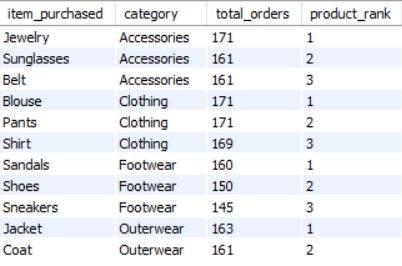 item_purchased category total_orders product_rank
Jewelry Accessories 171 1
Sunglasses Accessories 161 2
Belt Accessories 161 3
Blouse Clothing 171 1
Pants Clothing 171 2
Shirt Clothing 169 3
Sandals Footwear 160 1
Shoes Footwear 150 2
Sneakers Footwear 145 3
Jacket Outerwear 163 1
Coat Outerwear 161 2